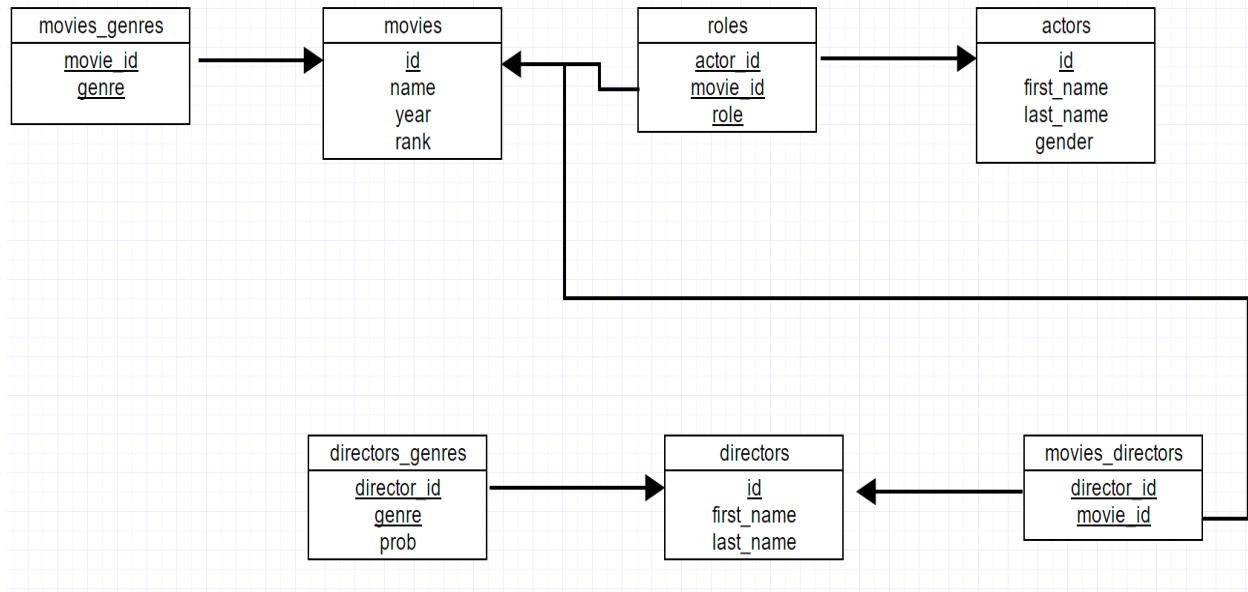 movies_genres
movie_id
genre
movies
id
name
year
rank
roles
actor_id
movie_id
role
actors
id
first_name
last_name
gender
directors_genres
director_id
genre
prob
directors
id
first_name
last_name
movies_directors
director_id
movie_id